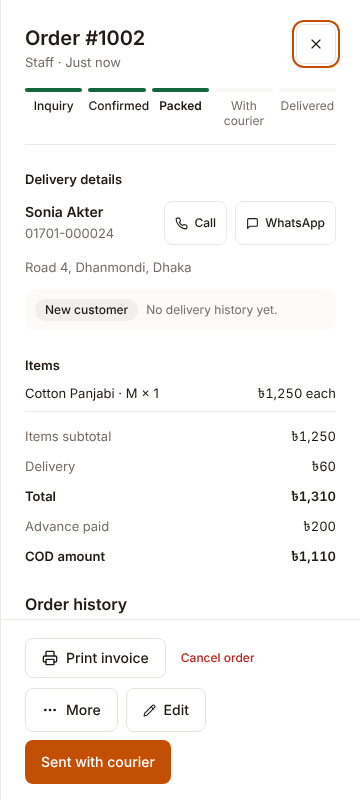 Order #1002
Staff · Just now
Inquiry
Confirmed
Packed
With courier
Delivered
Delivery details
Sonia Akter
01701-000024
Call
WhatsApp
Road 4, Dhanmondi, Dhaka
New customer
No delivery history yet.
Items
Cotton Panjabi · M × 1
৳1,250 each
Items subtotal
৳1,250
Delivery
৳60
Total
৳1,310
Advance paid
৳200
COD amount
৳1,110
Order history
Print invoice
Cancel order
More
Edit
Sent with courier